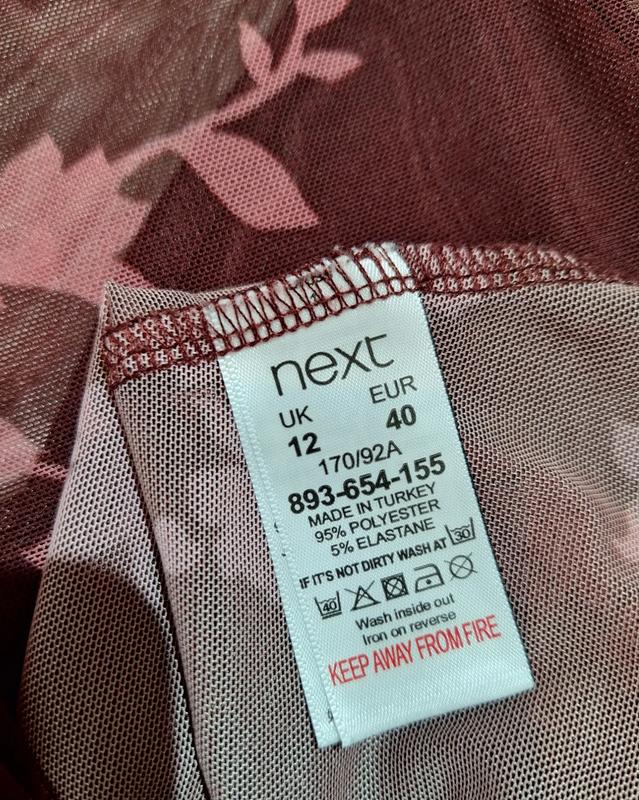 next
UK EUR
12 40
170/92A
893-654-155
MADE IN TURKEY
95% POLYESTER
5% ELASTANE
IF IT'S NOT DIRTY WASH AT 30
40
Wash inside out
Iron on reverse
KEEP AWAY FROM FIRE